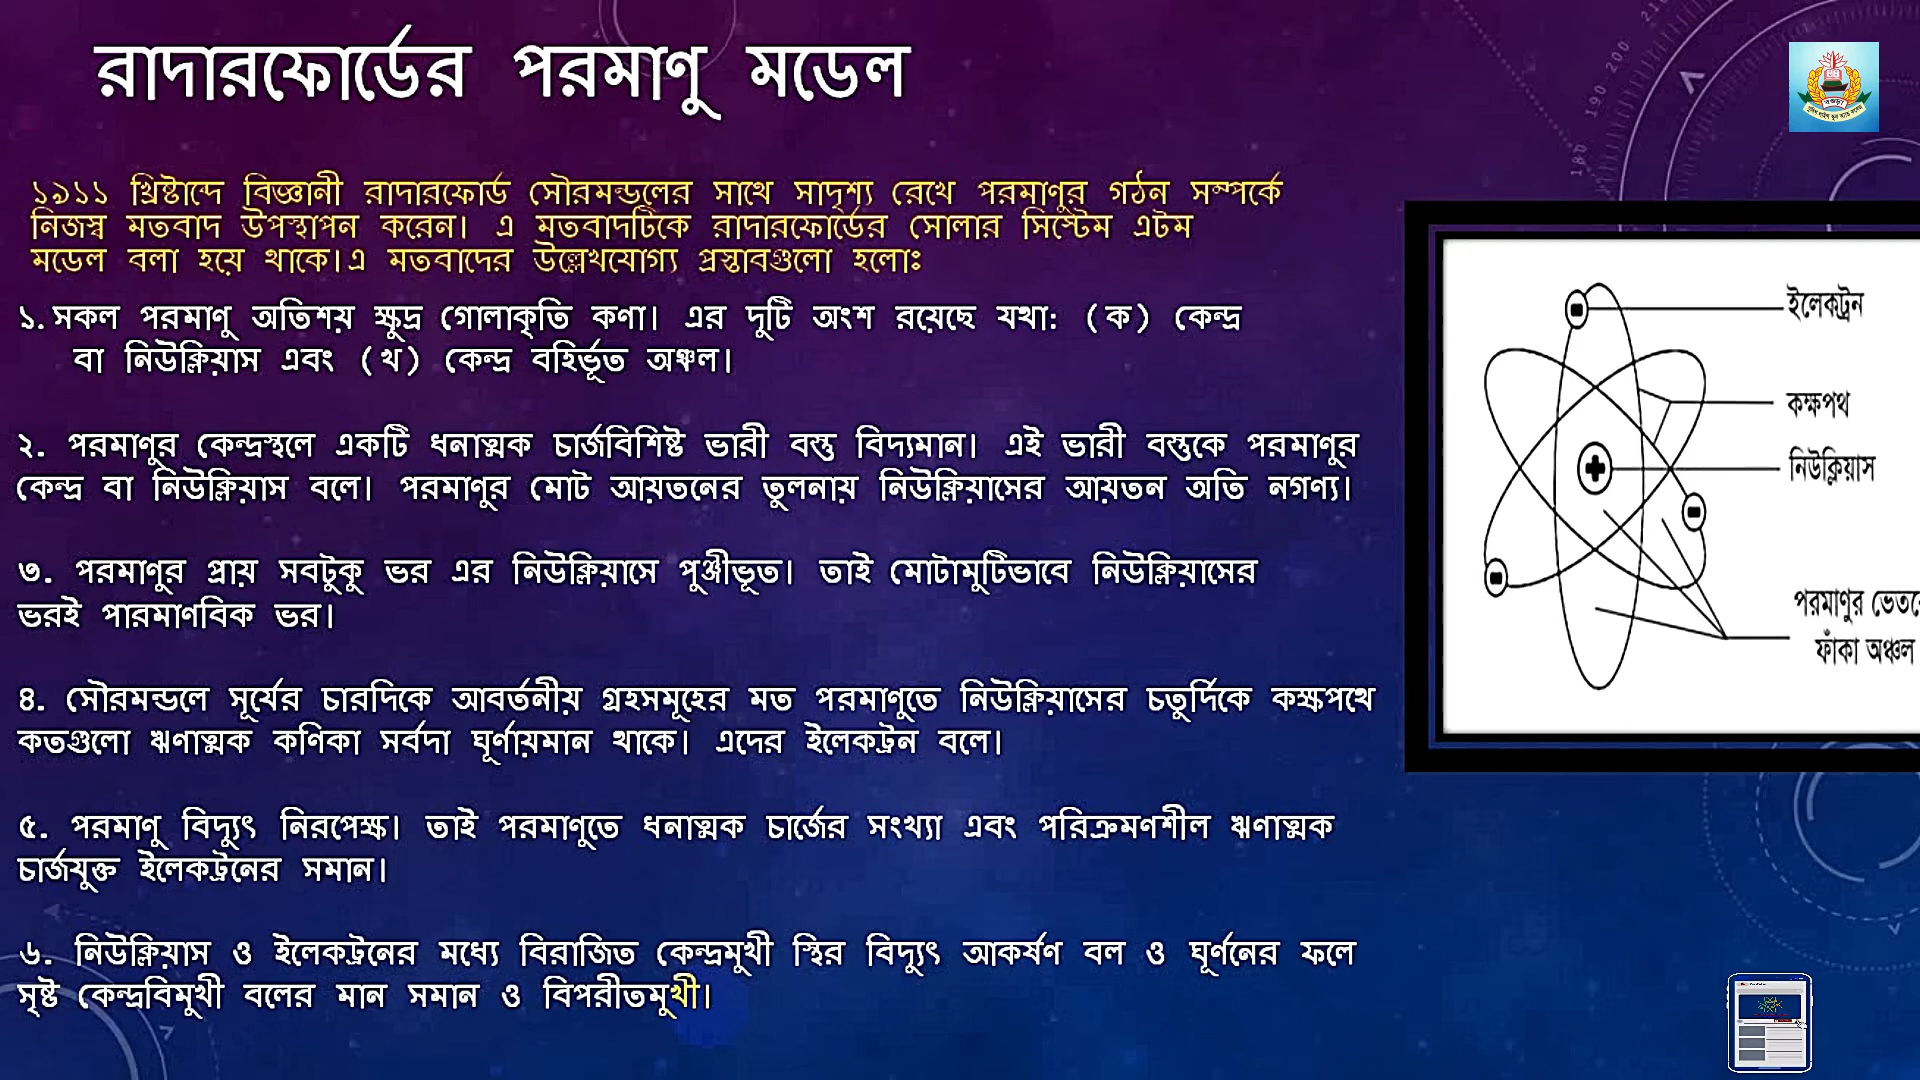 রাদারফোর্ডের পরমাণু মডেল
১৯১১ খ্রিষ্টাব্দে বিজ্ঞানী রাদারফোর্ড সৌরমন্ডলের সাথে সাদৃশ্য রেখে পরমাণুর গঠন সম্পর্কে
নিজস্ব মতবাদ উপস্থাপন করেন। এ মতবাদটিকে রাদারফোর্ডের সোলার সিস্টেম এটম
মডেল বলা হয়ে থাকে।এ মতবাদের উল্লেখযোগ্য প্রস্তাবগুলো হলোঃ
১. সকল পরমাণু অতিশয় ক্ষুদ্র গোলাকৃতি কণা। এর দুটি অংশ রয়েছে যথা: (ক) কেন্দ্র
বা নিউক্লিয়াস এবং (খ) কেন্দ্র বহির্ভূত অঞ্চল।
২. পরমাণুর কেন্দ্রস্থলে একটি ধনাত্মক চার্জবিশিষ্ট ভারী বস্তু বিদ্যমান। এই ভারী বস্তুকে পরমাণুর
কেন্দ্র বা নিউক্লিয়াস বলে। পরমাণুর মোট আয়তনের তুলনায় নিউক্লিয়াসের আয়তন অতি নগণ্য।
৩. পরমাণুর প্রায় সবটুকু ভর এর নিউক্লিয়াসে পুঞ্জীভূত। তাই মোটামুটিভাবে নিউক্লিয়াসের
ভরই পারমাণবিক ভর।
৪. সৌরমন্ডলে সূর্যের চারদিকে আবর্তনীয় গ্রহসমূহের মত পরমাণুতে নিউক্লিয়াসের চতুর্দিকে কক্ষপথে
কতগুলো ঋণাত্মক কণিকা সর্বদা ঘূর্ণায়মান থাকে। এদের ইলেকট্রন বলে।
৫. পরমাণু বিদ্যুৎ নিরপেক্ষ। তাই পরমাণুতে ধনাত্মক চার্জের সংখ্যা এবং পরিক্রমণশীল ঋণাত্মক
চার্জযুক্ত ইলেকট্রনের সমান।
৬. নিউক্লিয়াস ও ইলেকট্রনের মধ্যে বিরাজিত কেন্দ্রমুখী স্থির বিদ্যুৎ আকর্ষণ বল ও ঘূর্ণনের ফলে
সৃষ্ট কেন্দ্রবিমুখী বলের মান সমান ও বিপরীতমুখী।
ইলেকট্রন
কক্ষপথ
নিউক্লিয়াস
পরমাণুর
ফাঁকা অঞ্চল
180
190
200